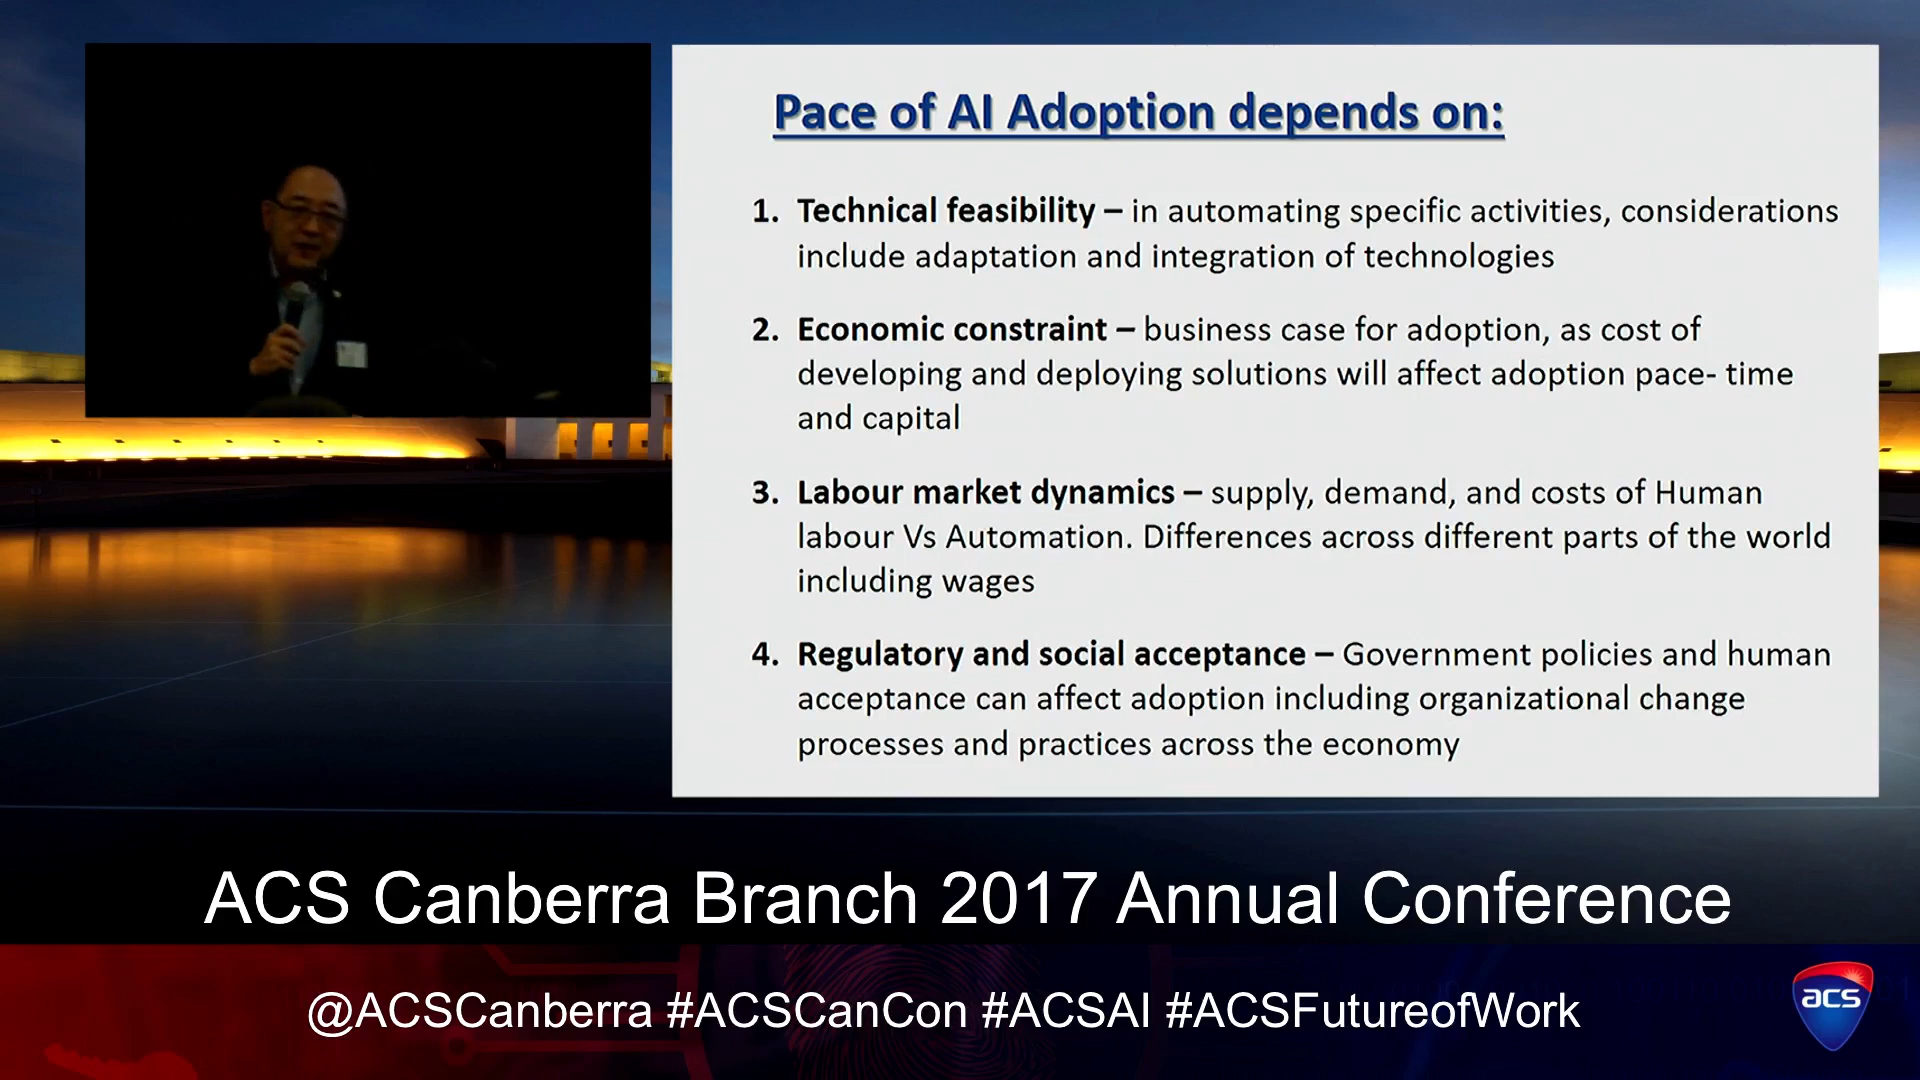 Pace of AI Adoption depends on:
1. Technical feasibility – in automating specific activities, considerations
include adaptation and integration of technologies
2. Economic constraint – business case for adoption, as cost of
developing and deploying solutions will affect adoption pace- time
and capital
3. Labour market dynamics – supply, demand, and costs of Human
labour Vs Automation. Differences across different parts of the world
including wages
4. Regulatory and social acceptance – Government policies and human
acceptance can affect adoption including organizational change
processes and practices across the economy
ACS Canberra Branch 2017 Annual Conference
@ACSCanberra #ACSCanCon #ACSAI #ACSFutureofWork
acs